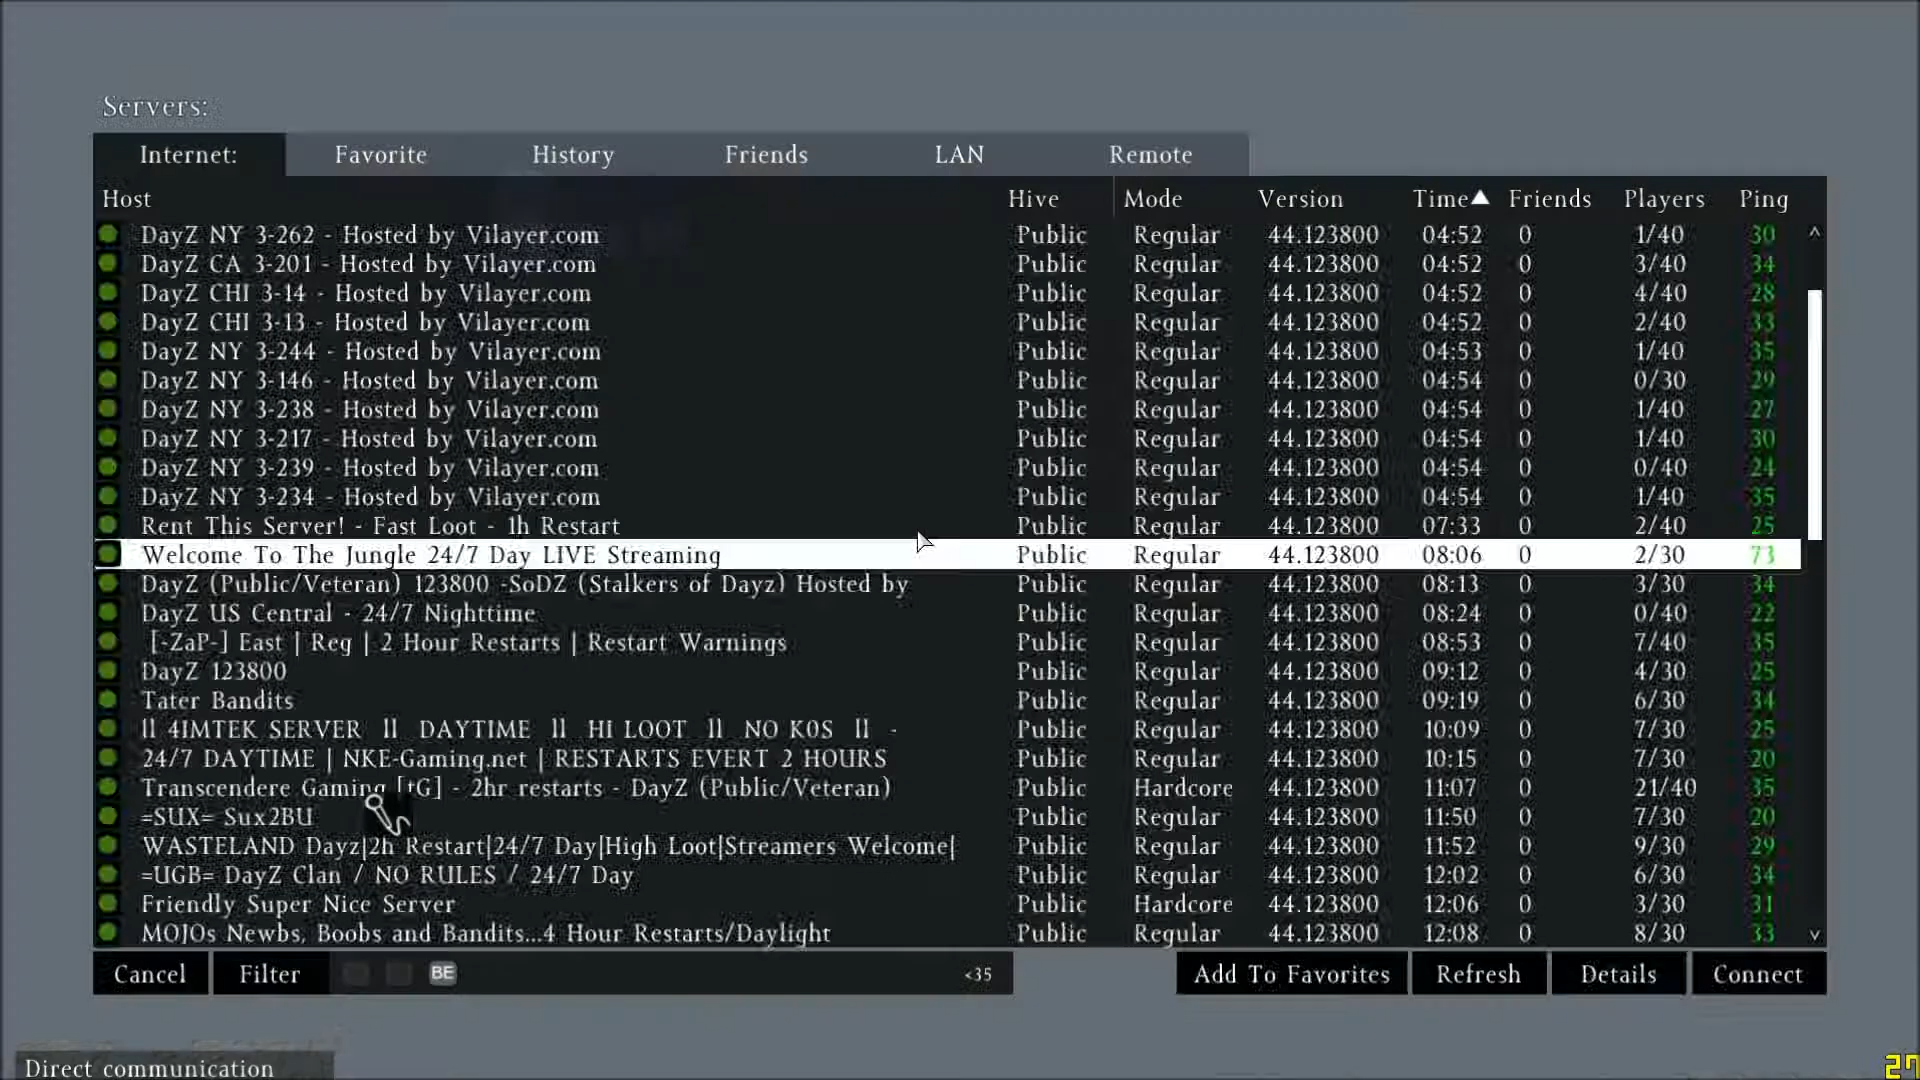 Servers:
Internet: Favorite History Friends LAN Remote
Host Hive Mode Version Time Friends Players Ping
DayZ NY 3-262 - Hosted by Vilayer.com Public Regular 44.123800 04:52 0 1/40 30
DayZ CA 3-201 - Hosted by Vilayer.com Public Regular 44.123800 04:52 0 3/40 34
DayZ CHI 3-14 - Hosted by Vilayer.com Public Regular 44.123800 04:52 0 4/40 28
DayZ CHI 3-13 - Hosted by Vilayer.com Public Regular 44.123800 04:52 0 2/40 33
DayZ NY 3-244 - Hosted by Vilayer.com Public Regular 44.123800 04:53 0 1/40 35
DayZ NY 3-146 - Hosted by Vilayer.com Public Regular 44.123800 04:54 0 0/30 29
DayZ NY 3-238 - Hosted by Vilayer.com Public Regular 44.123800 04:54 0 1/40 27
DayZ NY 3-217 - Hosted by Vilayer.com Public Regular 44.123800 04:54 0 1/40 30
DayZ NY 3-239 - Hosted by Vilayer.com Public Regular 44.123800 04:54 0 0/40 24
DayZ NY 3-234 - Hosted by Vilayer.com Public Regular 44.123800 04:54 0 1/40 35
Rent This Server! - Fast Loot - 1h Restart Public Regular 44.123800 07:33 0 2/40 25
Welcome To The Jungle 24/7 Day LIVE Streaming Public Regular 44.123800 08:06 0 2/30 73
DayZ (Public/Veteran) 123800 -SoDZ (Stalkers of Dayz) Hosted by Public Regular 44.123800 08:13 0 3/30 34
DayZ US Central - 24/7 Nighttime Public Regular 44.123800 08:24 0 0/40 22
[-ZaP-] East | Reg | 2 Hour Restarts | Restart Warnings Public Regular 44.123800 08:53 0 7/40 35
DayZ 123800 Public Regular 44.123800 09:12 0 4/30 25
Tater Bandits Public Regular 44.123800 09:19 0 6/30 34
ll 4IMTEK SERVER ll DAYTIME ll HI LOOT ll NO K0S ll - Public Regular 44.123800 10:09 0 7/30 25
24/7 DAYTIME | NKE-Gaming.net | RESTARTS EVERT 2 HOURS Public Regular 44.123800 10:15 0 7/30 20
Transcendere Gaming [tG] - 2hr restarts - DayZ (Public/Veteran) Public Hardcore 44.123800 11:07 0 21/40 35
=SUX= Sux2BU Public Regular 44.123800 11:50 0 7/30 20
WASTELAND Dayz|2h Restart|24/7 Day|High Loot|Streamers Welcome| Public Regular 44.123800 11:52 0 9/30 29
=UGB= DayZ Clan / NO RULES / 24/7 Day Public Regular 44.123800 12:02 0 6/30 34
Friendly Super Nice Server Public Hardcore 44.123800 12:06 0 3/30 31
MOJOs Newbs, Boobs and Bandits...4 Hour Restarts/Daylight Public Regular 44.123800 12:08 0 8/30 33
Cancel Filter BE <35 Add To Favorites Refresh Details Connect
Direct communication 27